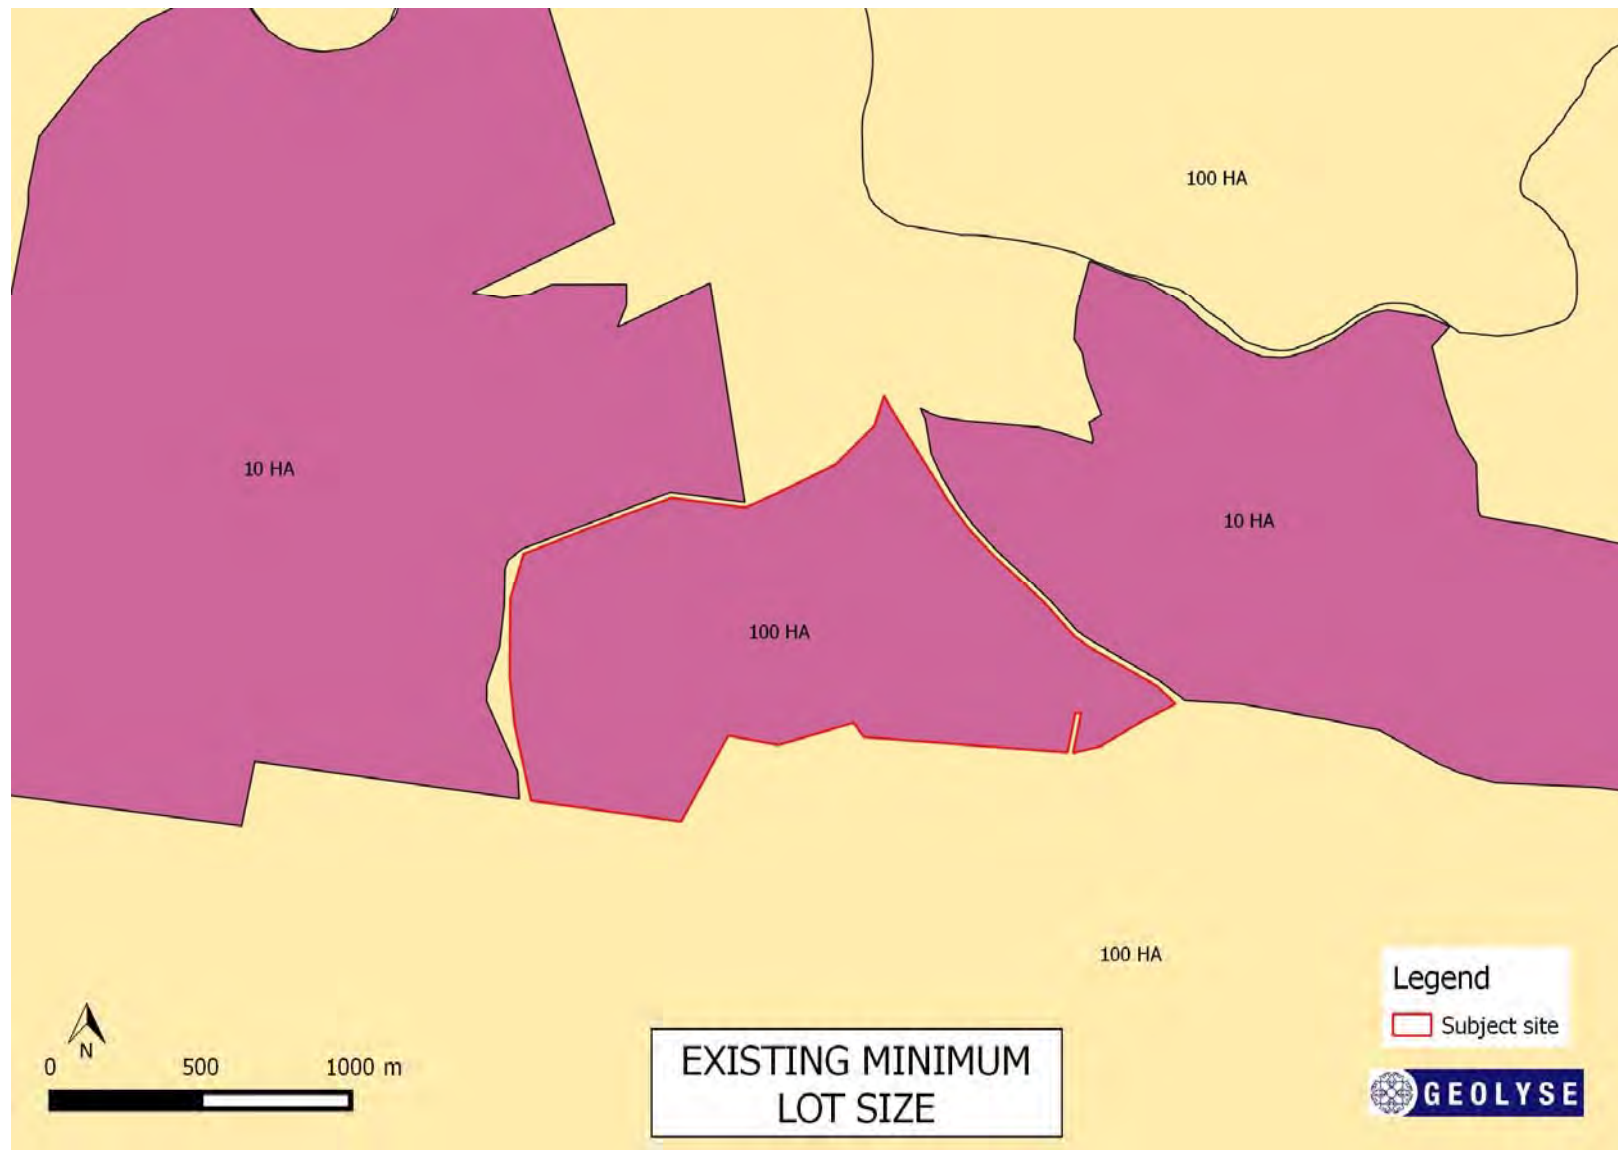 100 HA
10 HA
10 HA
100 HA
100 HA
Legend
Subject site
N
0 500 1000 m
EXISTING MINIMUM
LOT SIZE
GEOLYSE